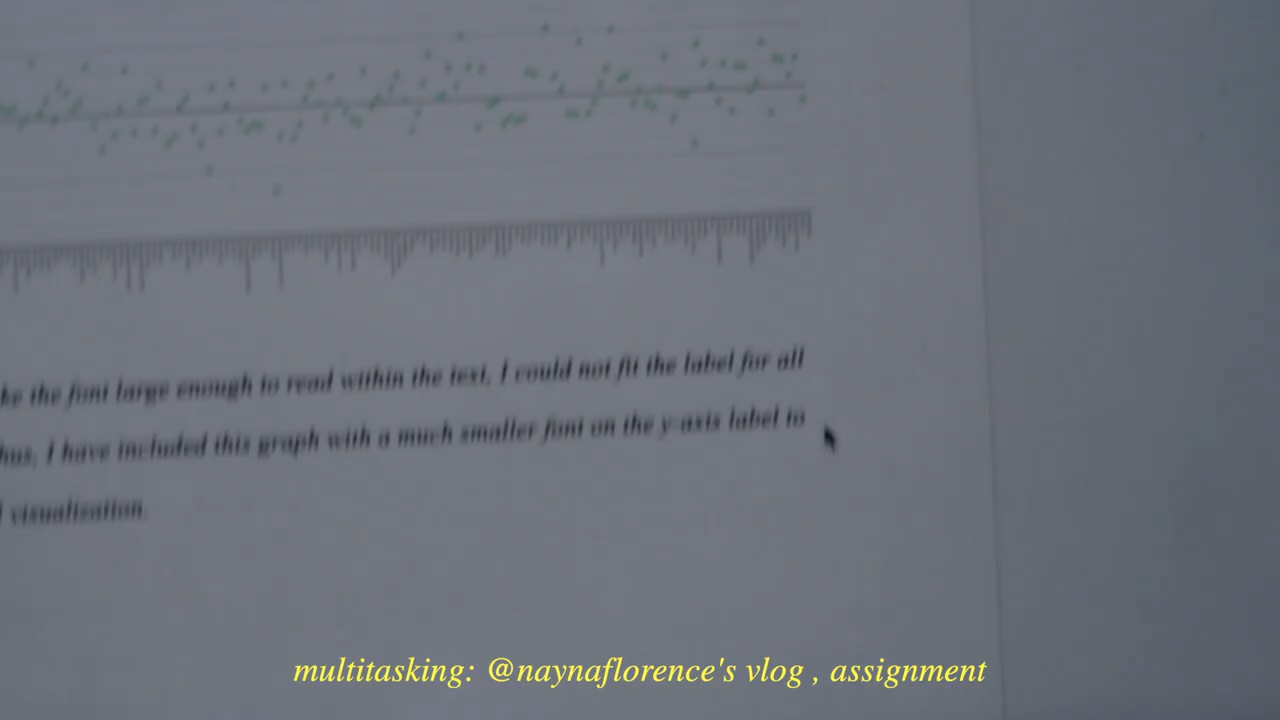 ke the font large enough to read within the text, I could not fit the label for all
hus, I have included this graph with a much smaller font on the y-axis label to
visualisation.
multitasking: @naynaflorence's vlog , assignment